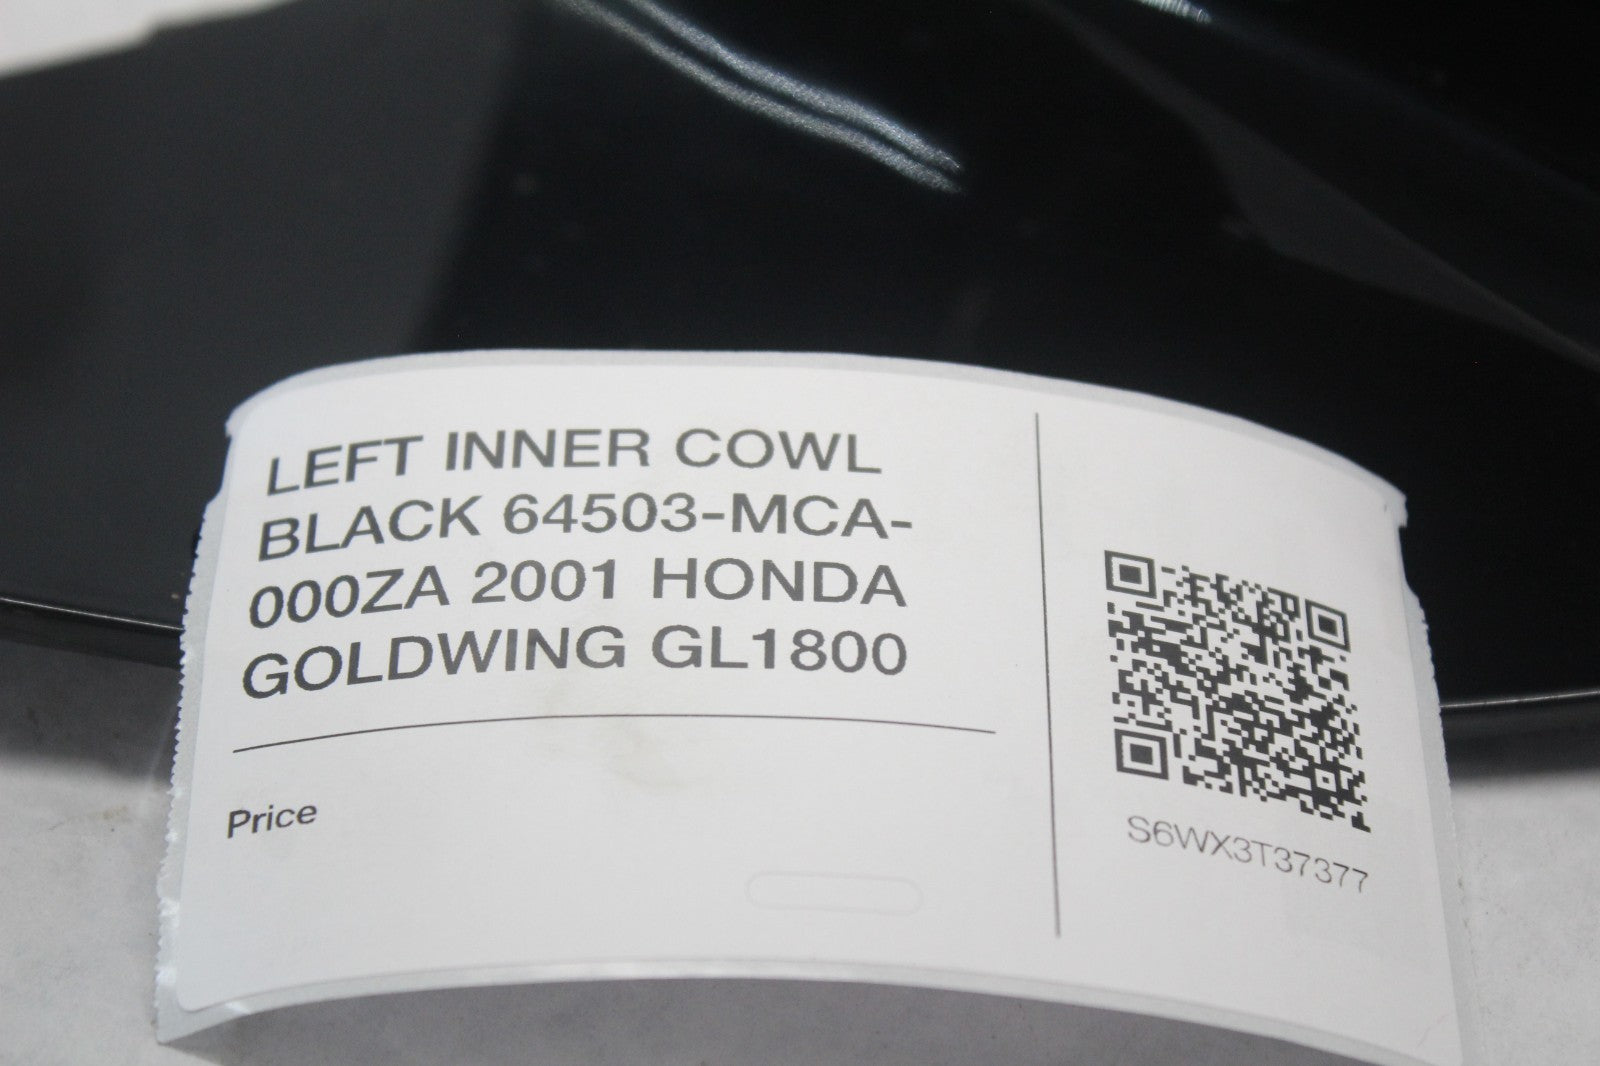 LEFT INNER COWL
BLACK 64503-MCA-
000ZA 2001 HONDA
GOLDWING GL1800
Price
S6WX3T37377